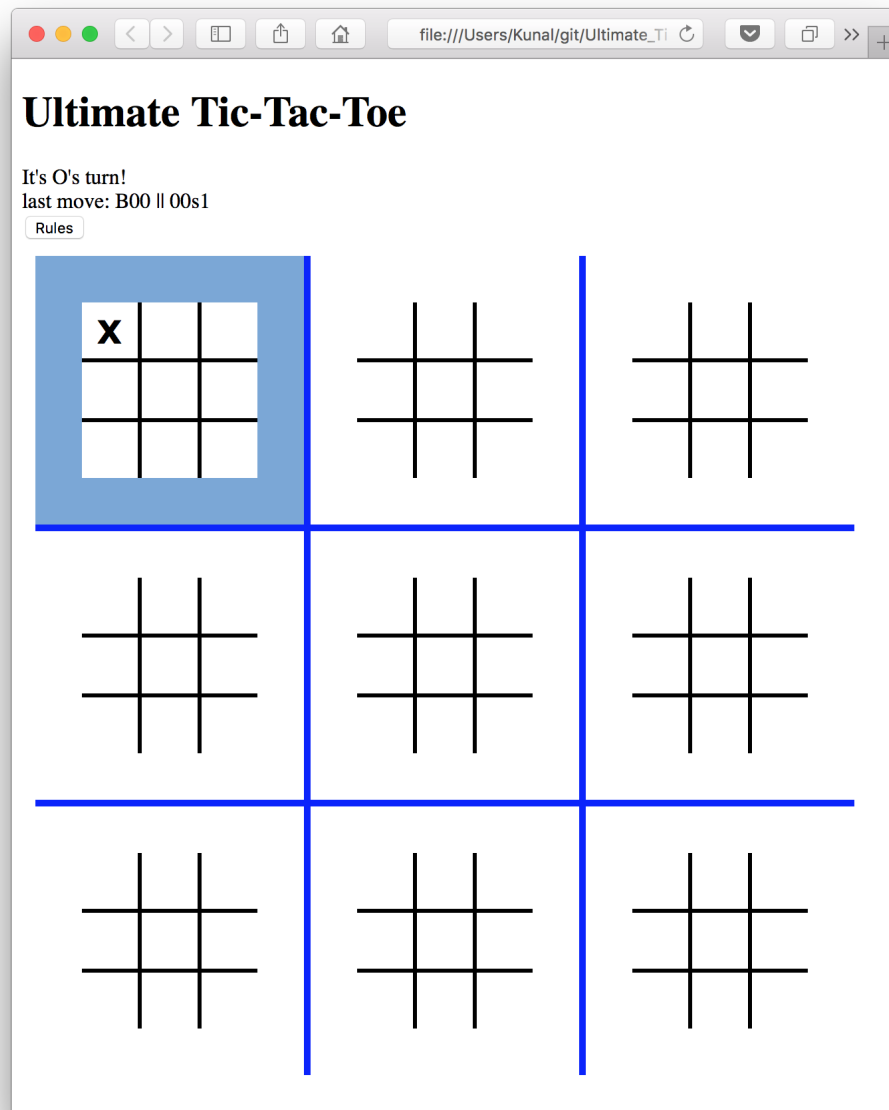 file:///Users/Kunal/git/Ultimate_Ti
Ultimate Tic-Tac-Toe
It's O's turn!
last move: B00 || 00s1
Rules
X